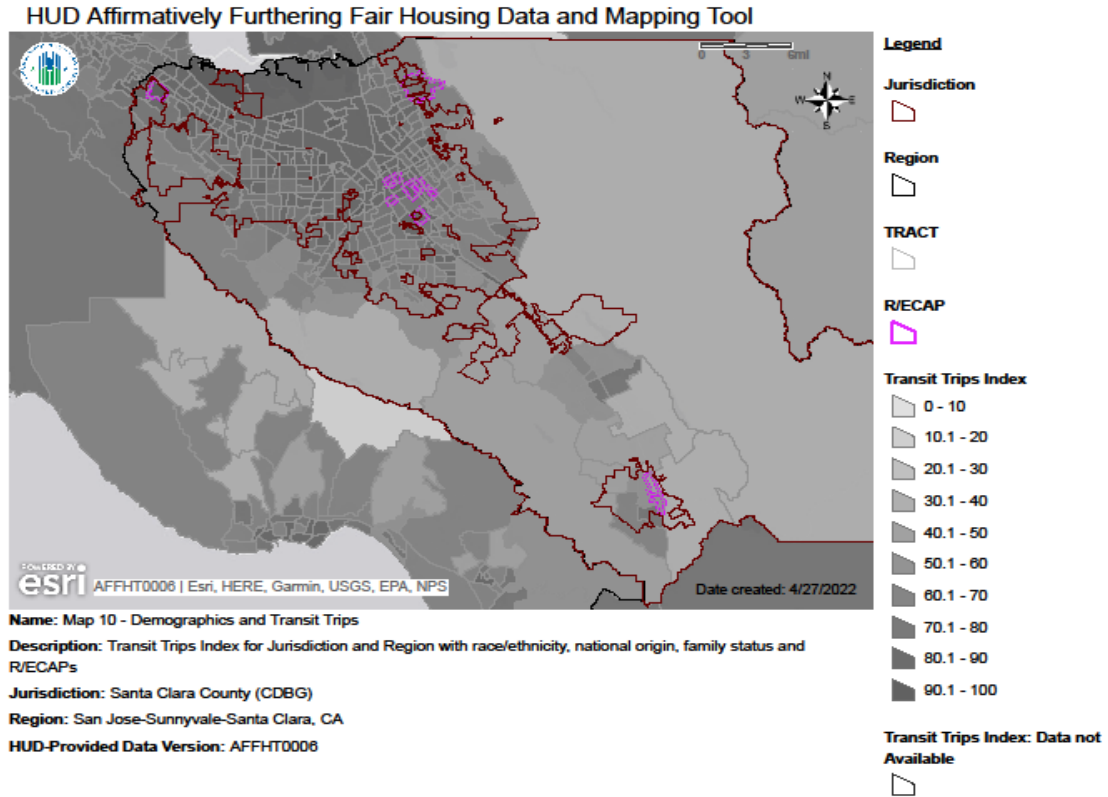 HUD Affirmatively Furthering Fair Housing Data and Mapping Tool
0 3 6mi
N
W E
S
POWERED BY
esri
AFFHT0006 | Esri, HERE, Garmin, USGS, EPA, NPS
Date created: 4/27/2022
Legend
Jurisdiction
Region
TRACT
R/ECAP
Transit Trips Index
0 - 10
10.1 - 20
20.1 - 30
30.1 - 40
40.1 - 50
50.1 - 60
60.1 - 70
70.1 - 80
80.1 - 90
90.1 - 100
Transit Trips Index: Data not
Available
Name: Map 10 - Demographics and Transit Trips
Description: Transit Trips Index for Jurisdiction and Region with race/ethnicity, national origin, family status and
R/ECAPs
Jurisdiction: Santa Clara County (CDBG)
Region: San Jose-Sunnyvale-Santa Clara, CA
HUD-Provided Data Version: AFFHT0006